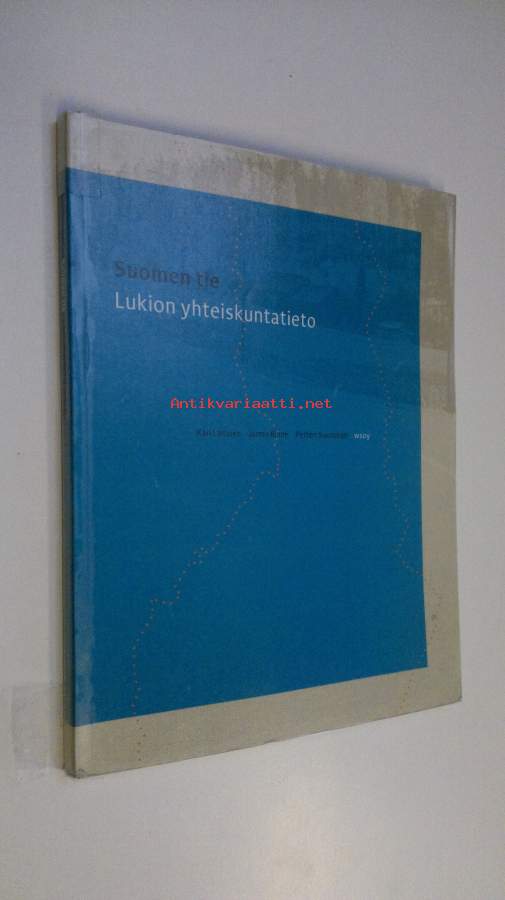 Suomen tie
Lukion yhteiskuntatieto
Antikvariaatti.net
wsoy